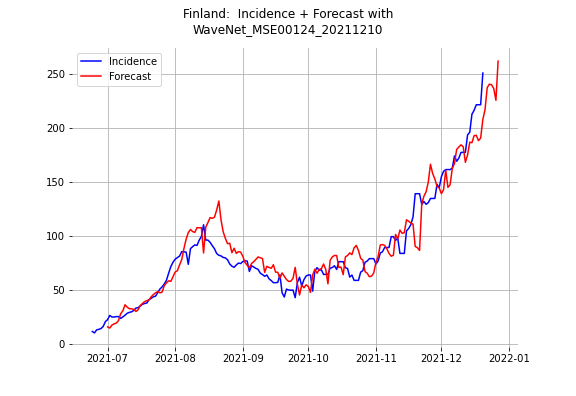 Finland:  Incidence + Forecast with
WaveNet_MSE00124_20211210
Incidence
Forecast
250
200
150
100
50
0
2021-07 2021-08 2021-09 2021-10 2021-11 2021-12 2022-01